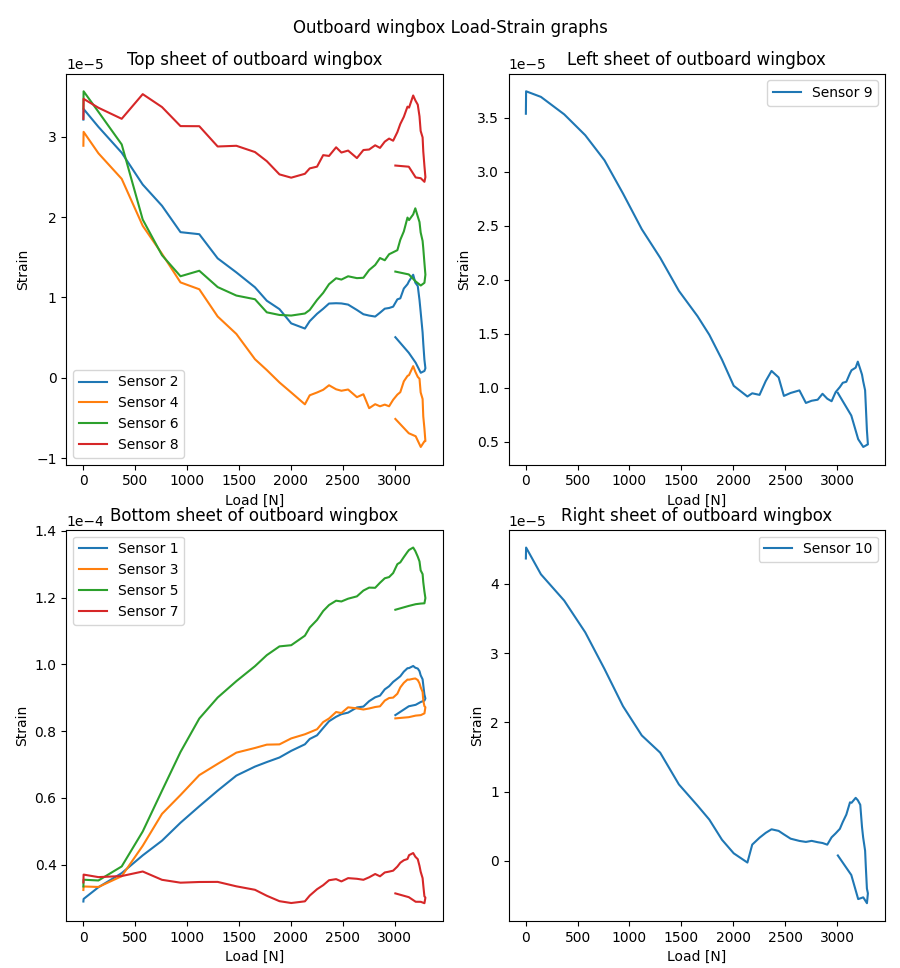 Outboard wingbox Load-Strain graphs
Top sheet of outboard wingbox
1e−5
3
2
1
0
−1
Strain
Sensor 2
Sensor 4
Sensor 6
Sensor 8
0 500 1000 1500 2000 2500 3000
Load [N]
Left sheet of outboard wingbox
1e−5
3.5
3.0
2.5
2.0
1.5
1.0
0.5
Strain
Sensor 9
0 500 1000 1500 2000 2500 3000
Load [N]
Bottom sheet of outboard wingbox
1e−4
1.4
1.2
1.0
0.8
0.6
0.4
Strain
Sensor 1
Sensor 3
Sensor 5
Sensor 7
0 500 1000 1500 2000 2500 3000
Load [N]
Right sheet of outboard wingbox
1e−5
4
3
2
1
0
Strain
Sensor 10
0 500 1000 1500 2000 2500 3000
Load [N]